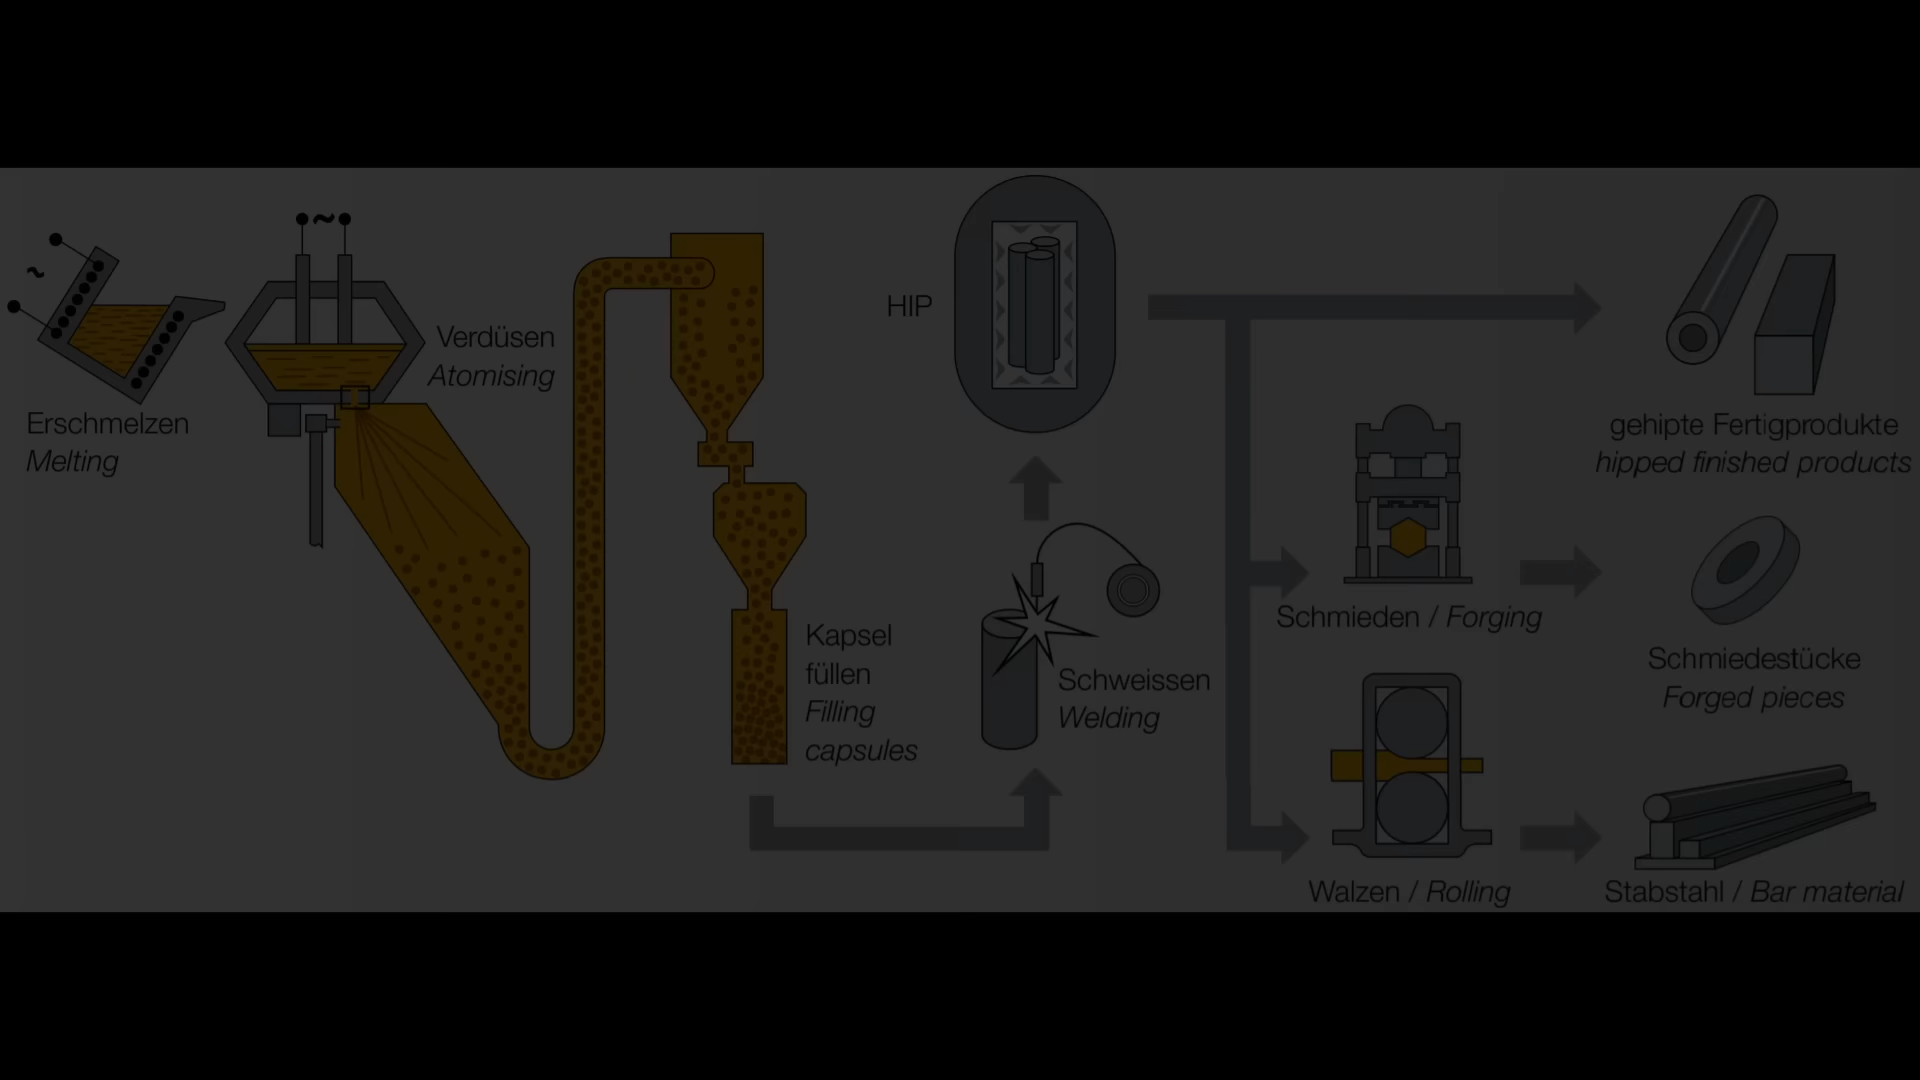 Erschmelzen
Melting
Verdüsen
Atomising
Kapsel
füllen
Filling
capsules
HIP
Schweissen
Welding
Schmieden / Forging
Walzen / Rolling
gehipte Fertigprodukte
hipped finished products
Schmiedestücke
Forged pieces
Stabstahl / Bar material